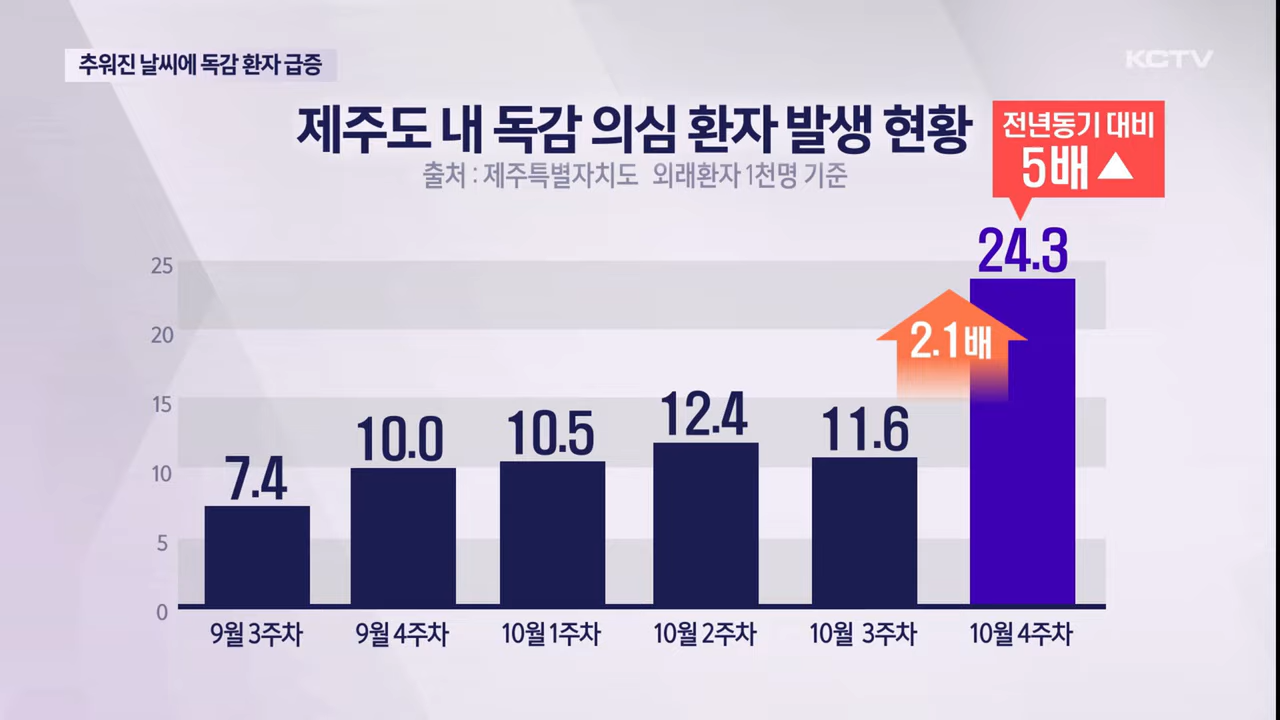 추워진 날씨에 독감 환자 급증
KCTV
제주도 내 독감 의심 환자 발생 현황
출처 : 제주특별자치도 외래환자 1천명 기준
전년동기 대비
5배 ▲
25
20
15
10
5
0
7.4
10.0
10.5
12.4
11.6
2.1배
24.3
9월 3주차
9월 4주차
10월 1주차
10월 2주차
10월 3주차
10월 4주차